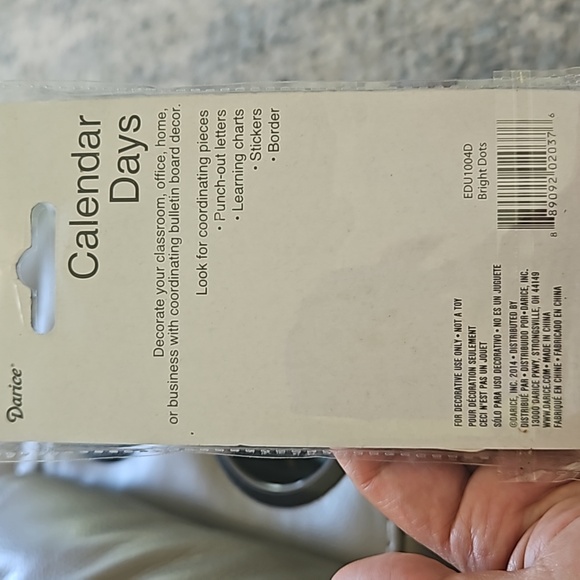 Darice®
Calendar
Days
Decorate your classroom, office, home,
or business with coordinating bulletin board decor.
Look for coordinating pieces
• Punch-out letters
• Learning charts
• Stickers
• Border
FOR DECORATIVE USE ONLY • NOT A TOY
POUR DÉCORATION SEULEMENT
CECI N'EST PAS UN JOUET
SÓLO PARA USO DECORATIVO • NO ES UN JUGUETE
©DARICE, INC. 2014 • DISTRIBUTED BY
DISTRIBUÉ PAR • DISTRIBUIDO POR•DARICE, INC.
13000 DARICE PKWY, STRONGSVILLE, OH 44149
WWW.DARICE.COM • MADE IN CHINA
FABRIQUÉ EN CHINE • FABRICADO EN CHINA
EDU1004D
Bright Dots
8 89092 02037 6